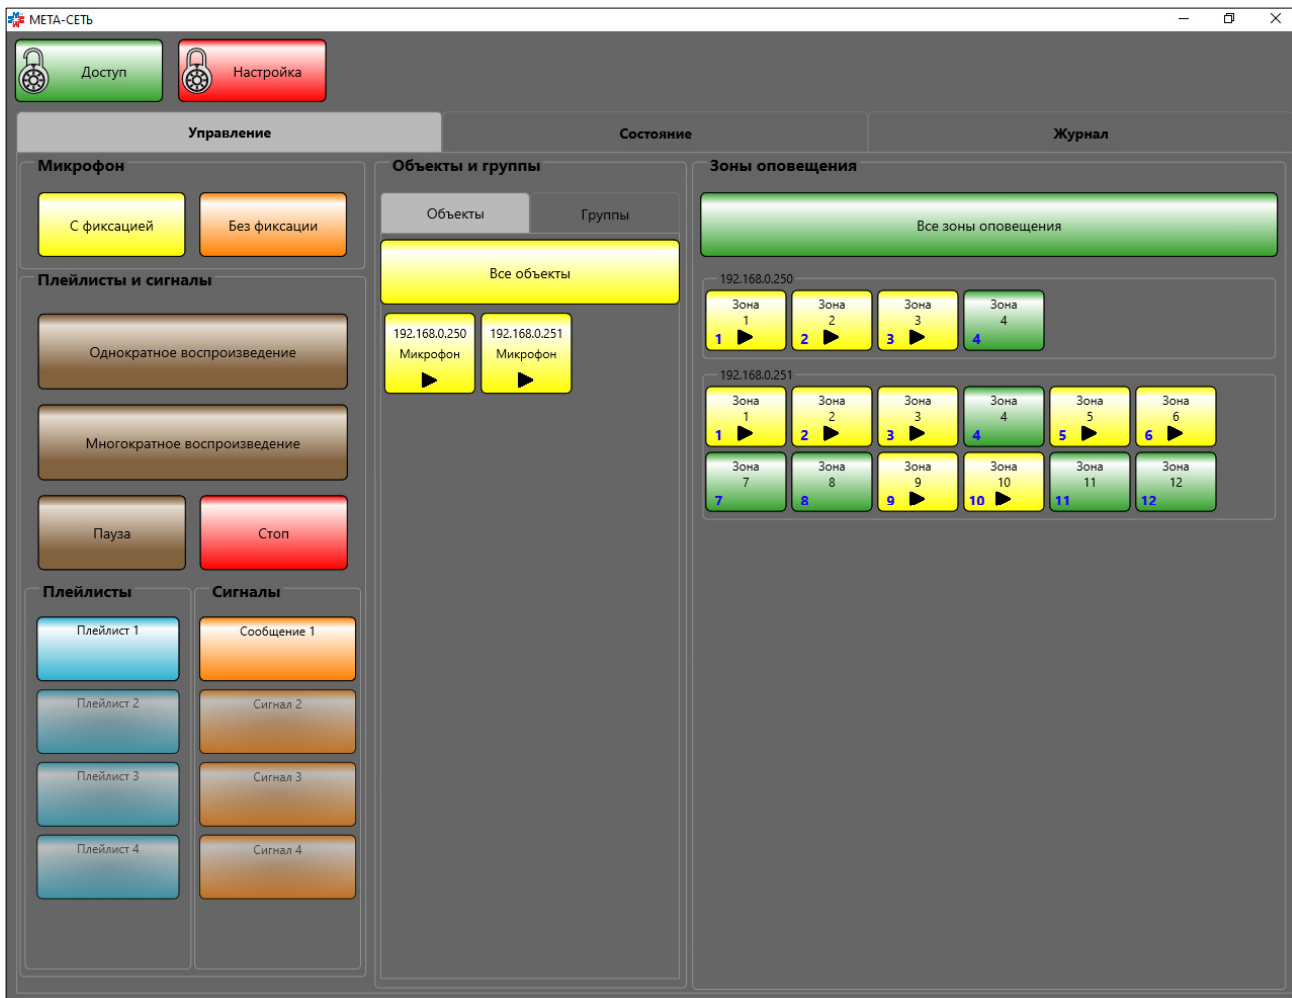 МЕТА-СЕТЬ
Доступ
Настройка
Управление
Состояние
Журнал
Микрофон
С фиксацией
Без фиксации
Плейлисты и сигналы
Однократное воспроизведение
Многократное воспроизведение
Пауза
Стоп
Плейлисты
Сигналы
Плейлист 1
Сообщение 1
Плейлист 2
Сигнал 2
Плейлист 3
Сигнал 3
Плейлист 4
Сигнал 4
Объекты и группы
Объекты
Группы
Все объекты
192.168.0.250
Микрофон
192.168.0.251
Микрофон
Зоны оповещения
Все зоны оповещения
192.168.0.250
Зона
1
1
Зона
2
2
Зона
3
3
Зона
4
4
192.168.0.251
Зона
1
1
Зона
2
2
Зона
3
3
Зона
4
4
Зона
5
5
Зона
6
6
Зона
7
7
Зона
8
8
Зона
9
9
Зона
10
10
Зона
11
11
Зона
12
12